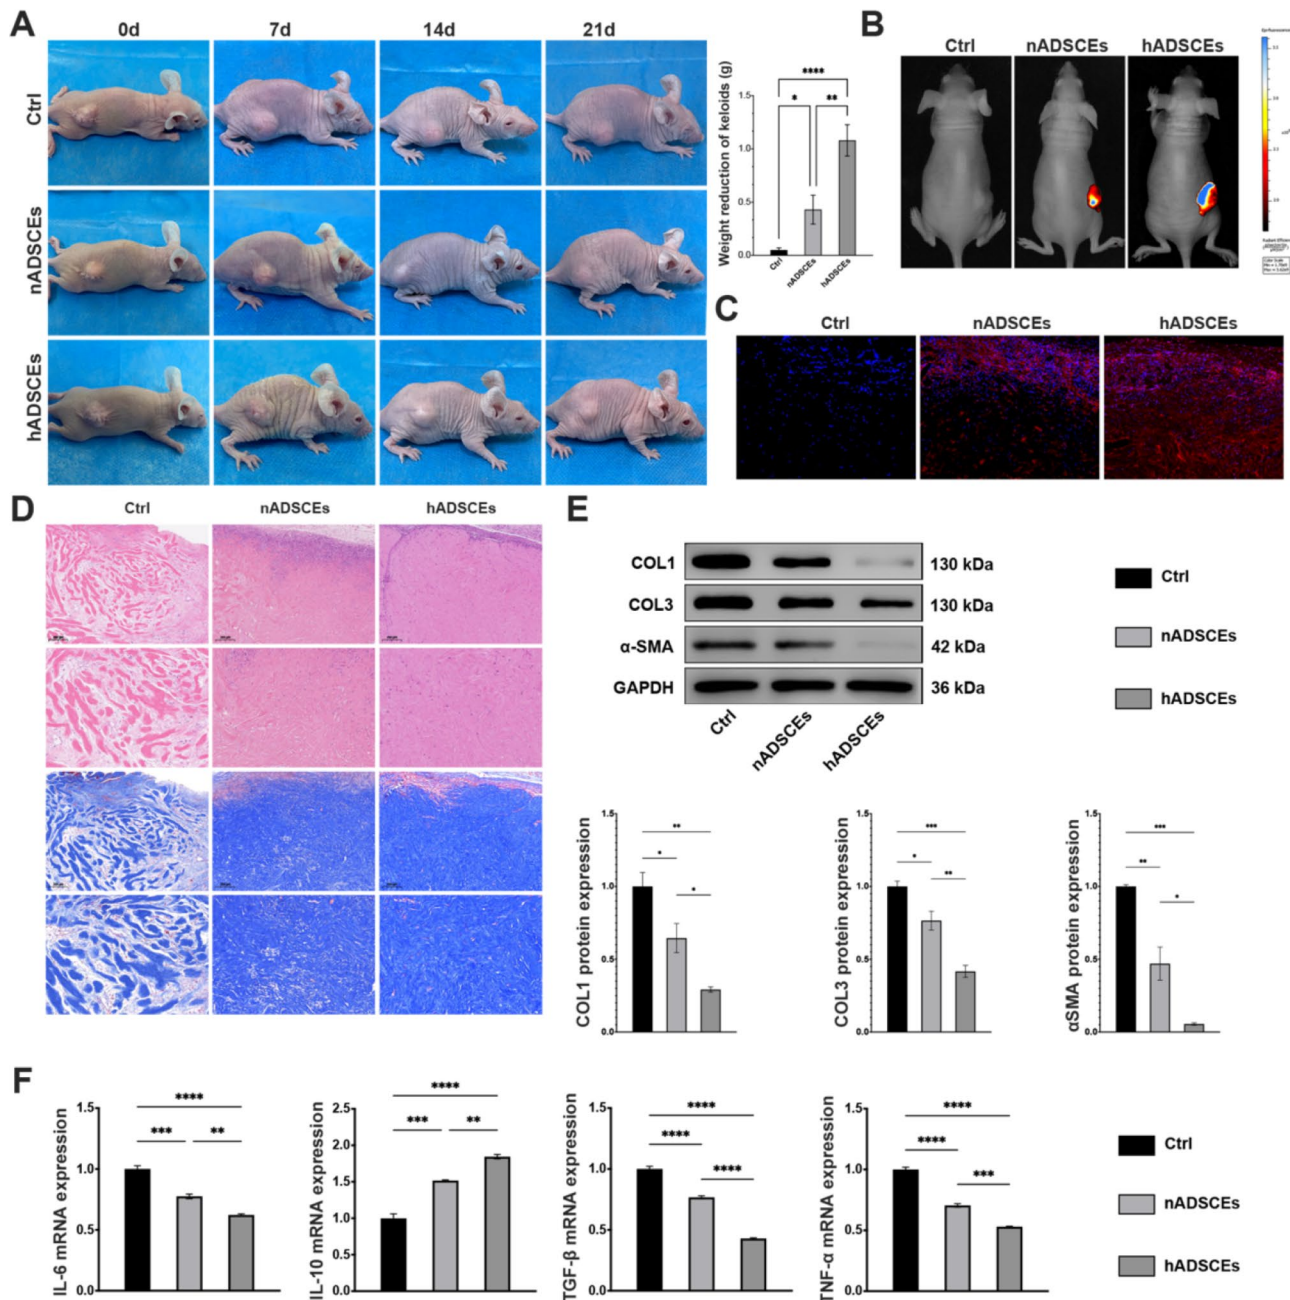 A
0d 7d 14d 21d
Ctrl
nADSCEs
hADSCEs
Weight reduction of keloids (g)
1.5
1.0
0.5
0.0
**** 
* **
Ctrl nADSCEs hADSCEs
B
Ctrl nADSCEs hADSCEs
C
Ctrl nADSCEs hADSCEs
D
Ctrl nADSCEs hADSCEs
E
COL1 130 kDa
COL3 130 kDa
α-SMA 42 kDa
GAPDH 36 kDa
Ctrl nADSCEs hADSCEs
Ctrl
nADSCEs
hADSCEs
COL1 protein expression
1.5
1.0
0.5
0.0
**
*
*
COL3 protein expression
1.5
1.0
0.5
0.0
***
*
**
αSMA protein expression
1.5
1.0
0.5
0.0
***
**
*
F
IL-6 mRNA expression
1.5
1.0
0.5
0.0
****
*** **
IL-10 mRNA expression
2.5
2.0
1.5
1.0
0.5
0.0
****
*** **
TGF-β mRNA expression
1.5
1.0
0.5
0.0
****
****
****
TNF-α mRNA expression
1.5
1.0
0.5
0.0
****
****
***
Ctrl
nADSCEs
hADSCEs